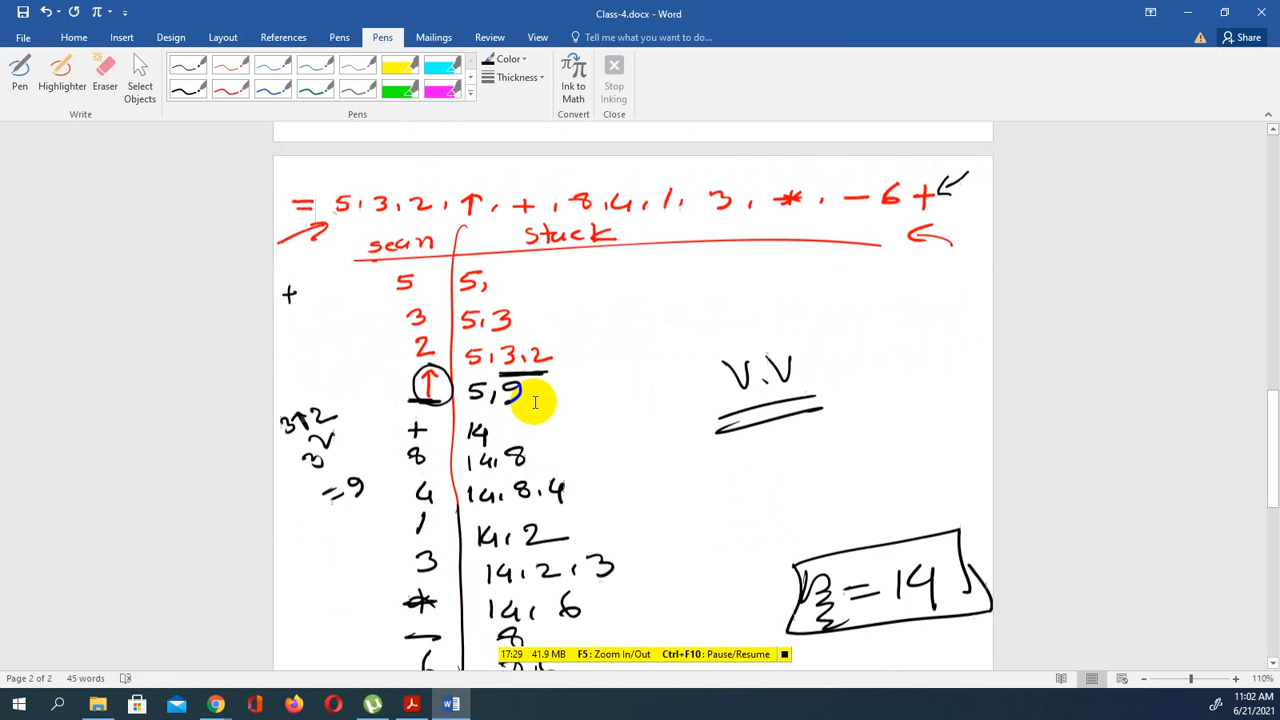 Class-4.docx - Word
Share
File Home Insert Draw Design Layout References Pens Pens Mailings Review View Help Tell me what you want to do...
Pen Highlighter Eraser Select Objects
Color
Thickness
Ink to Math
Stop Inking
Write Pens Convert Close
= 5, 3, 2, ↑, +, 8, 4, /, 3, *, - 6 +
scan stack
5 5,
3 5, 3
2 5, 3, 2
↑ 5, 9
+ 14
8 14, 8
4 14, 8, 4
/ 14, 2
3 14, 2, 3
* 14, 6
- 8
6
+
3↑2
3²
= 9
V.V
= 14
17:29 41.9 MB F5: Zoom In/Out Ctrl+F10: Pause/Resume
Page 2 of 2 45 words
110%
11:02 AM
6/21/2021